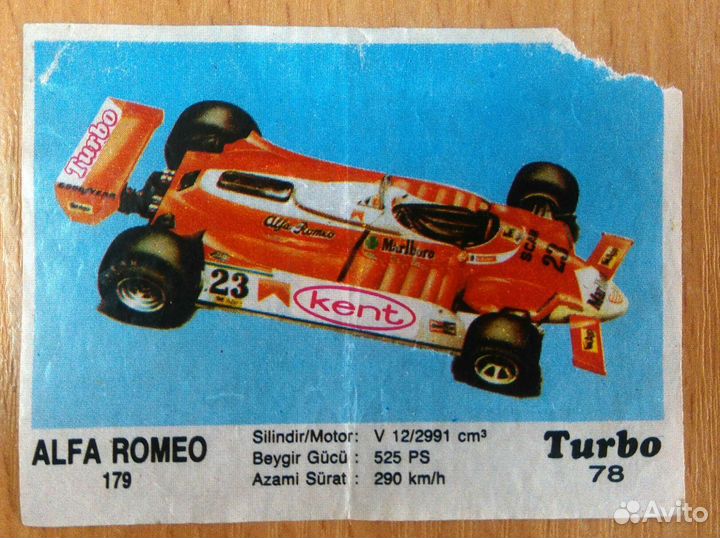 Turbo
GOODYEAR
Alfa Romeo
Marlboro
SCAR
23
23
kent
ALFA ROMEO
179
Silindir/Motor: V 12/2991 cm³
Beygir Gücü : 525 PS
Azami Sürat : 290 km/h
Turbo
78
Avito